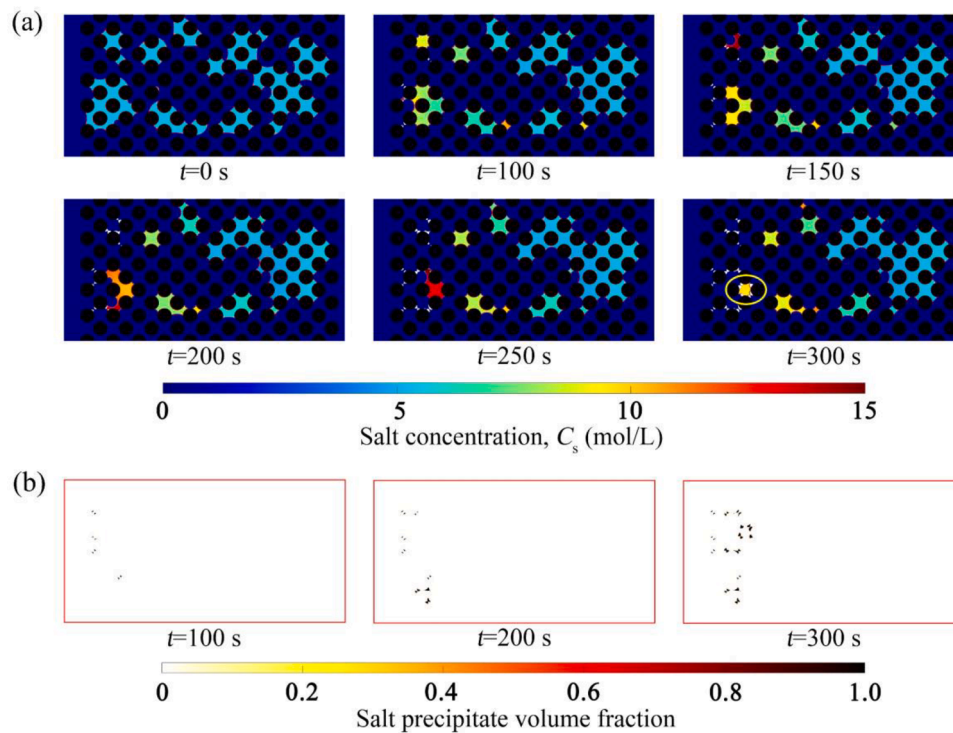 (a)
t=0 s
t=100 s
t=150 s
t=200 s
t=250 s
t=300 s
0 5 10 15
Salt concentration, Cs (mol/L)
(b)
t=100 s
t=200 s
t=300 s
0 0.2 0.4 0.6 0.8 1.0
Salt precipitate volume fraction